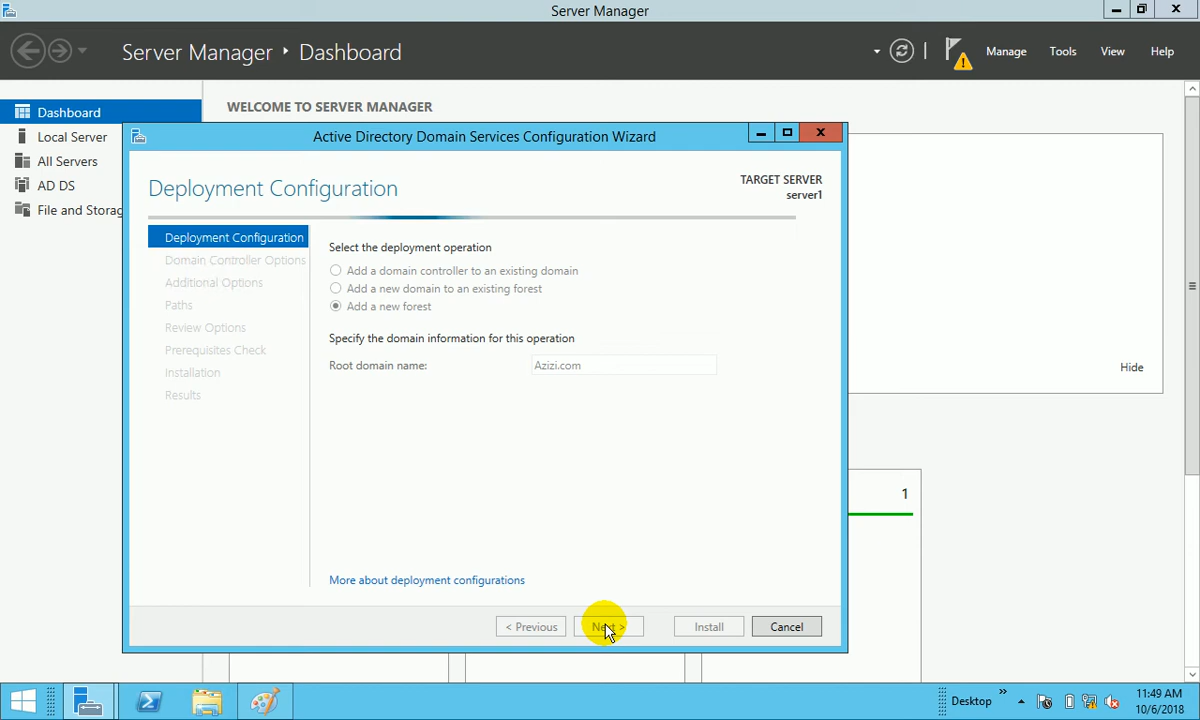 Server Manager
Server Manager ‣ Dashboard
Manage
Tools
View
Help
Dashboard
Local Server
All Servers
AD DS
File and Storag
WELCOME TO SERVER MANAGER
Active Directory Domain Services Configuration Wizard
Deployment Configuration
TARGET SERVER
server1
Deployment Configuration
Domain Controller Options
Additional Options
Paths
Review Options
Prerequisites Check
Installation
Results
Select the deployment operation
Add a domain controller to an existing domain
Add a new domain to an existing forest
Add a new forest
Specify the domain information for this operation
Root domain name:
Azizi.com
More about deployment configurations
< Previous
Next >
Install
Cancel
Hide
1
Desktop
11:49 AM
10/6/2018